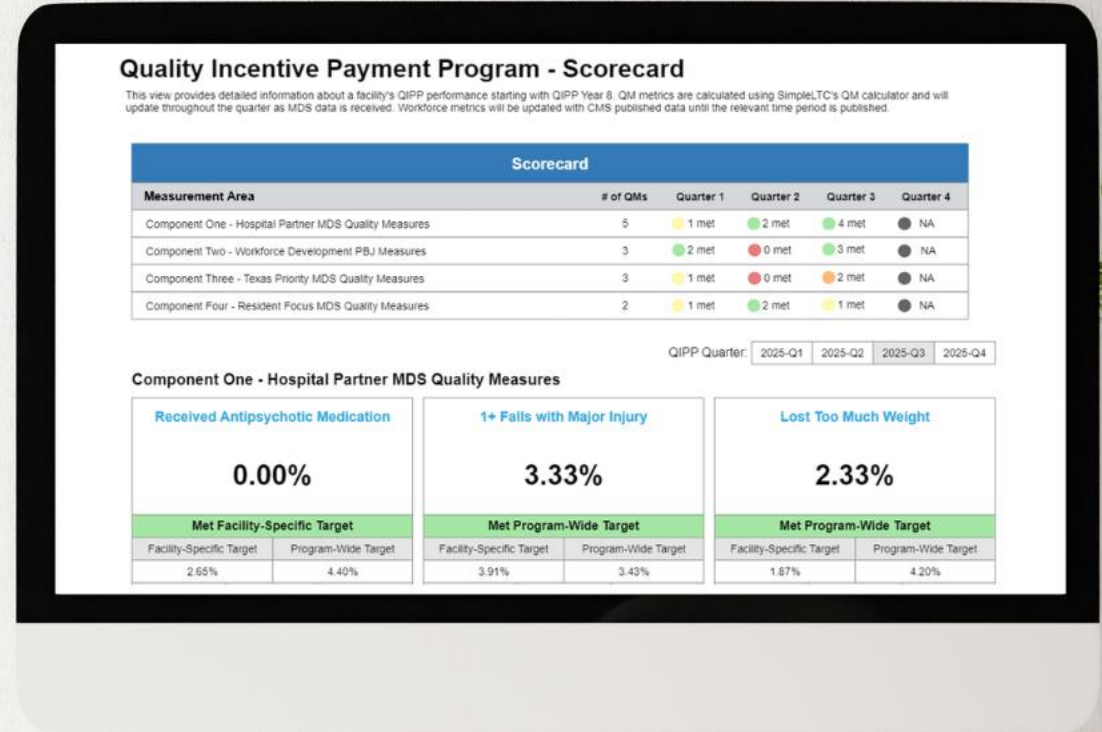 Quality Incentive Payment Program - Scorecard
This view provides detailed information about a facility's QIPP performance starting with QIPP Year 8. QM metrics are calculated using SimpleLTC's QM calculator and will
update throughout the quarter as MDS data is received. Workforce metrics will be updated with CMS published data until the relevant time period is published.
Scorecard
Measurement Area # of QMs Quarter 1 Quarter 2 Quarter 3 Quarter 4
Component One - Hospital Partner MDS Quality Measures 5 1 met 2 met 4 met NA
Component Two - Workforce Development PBJ Measures 3 2 met 0 met 3 met NA
Component Three - Texas Priority MDS Quality Measures 3 1 met 0 met 2 met NA
Component Four - Resident Focus MDS Quality Measures 2 1 met 2 met 1 met NA
QIPP Quarter: 2025-Q1 2025-Q2 2025-Q3 2025-Q4
Component One - Hospital Partner MDS Quality Measures
Received Antipsychotic Medication 1+ Falls with Major Injury Lost Too Much Weight
0.00% 3.33% 2.33%
Met Facility-Specific Target Met Program-Wide Target Met Program-Wide Target
Facility-Specific Target Program-Wide Target Facility-Specific Target Program-Wide Target Facility-Specific Target Program-Wide Target
2.65% 4.40% 3.91% 3.43% 1.87% 4.20%